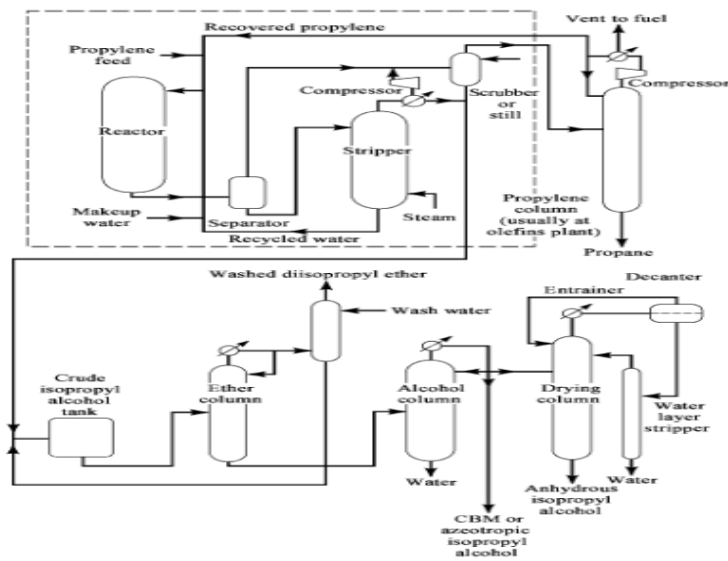 Vent to fuel
Recovered propylene
Propylene
feed
Compressor
Compressor
Scrubber
or
still
Reactor
Stripper
Makeup
water
Separator
Steam
Recycled water
Propylene
column
(usually at
olefins plant)
Propane
Washed diisopropyl ether
Wash water
Decanter
Entrainer
Crude
isopropyl
alcohol
tank
Ether
column
Alcohol
column
Drying
column
Water
layer
stripper
Water
Anhydrous
isopropyl
alcohol
Water
CBM or
azeotropic
isopropyl
alcohol